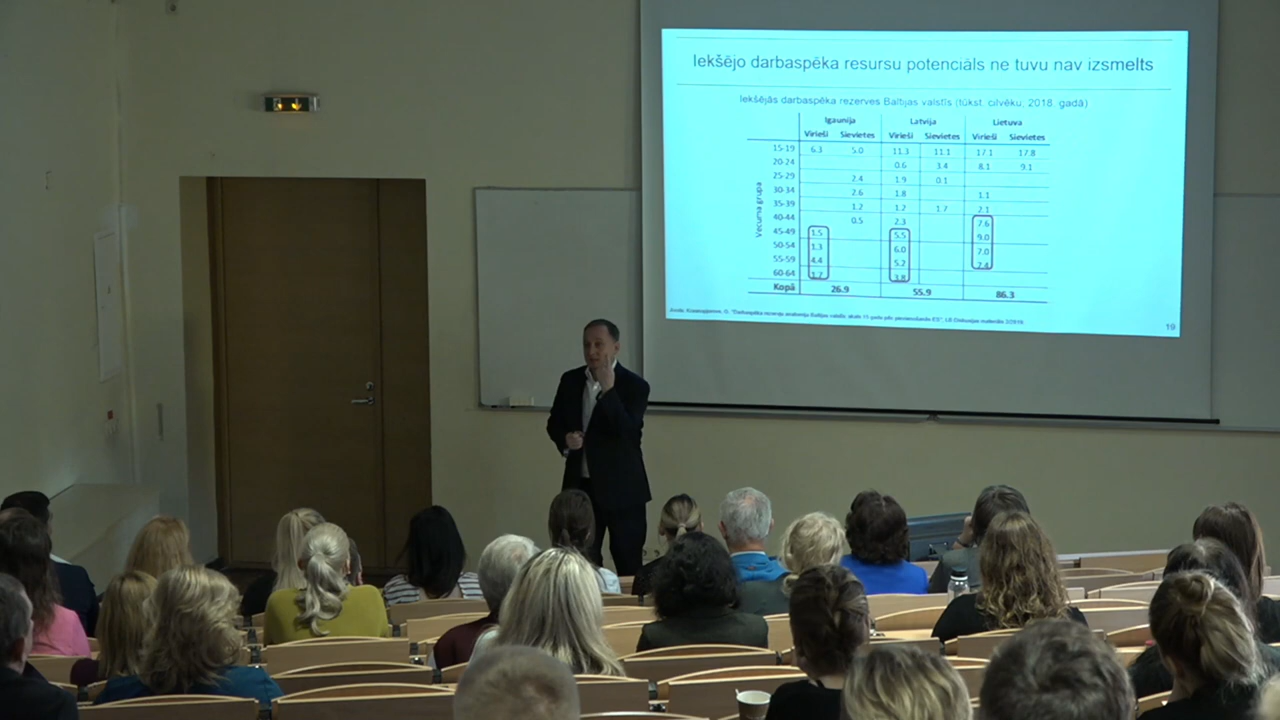 Iekšējo darbaspēka resursu potenciāls ne tuvu nav izsmelts
Iekšējās darbaspēka rezerves Baltijas valstīs (tūkst. cilvēku, 2018. gadā)
Igaunija Latvija Lietuva
Vīrieši Sievietes Vīrieši Sievietes Vīrieši Sievietes
Vecuma grupa
15-19 6.3 5.0 11.3 11.1 17.1 17.8
20-24 0.6 3.4 8.1 9.1
25-29 2.4 1.9 0.1
30-34 2.6 1.8 1.1
35-39 1.2 1.2 1.7 2.1
40-44 0.5 2.3 7.6
45-49 1.5 5.5 9.0
50-54 1.3 6.0 7.0
55-59 4.4 5.2 7.4
60-64 1.7 3.8
Kopā 26.9 55.9 86.3
19